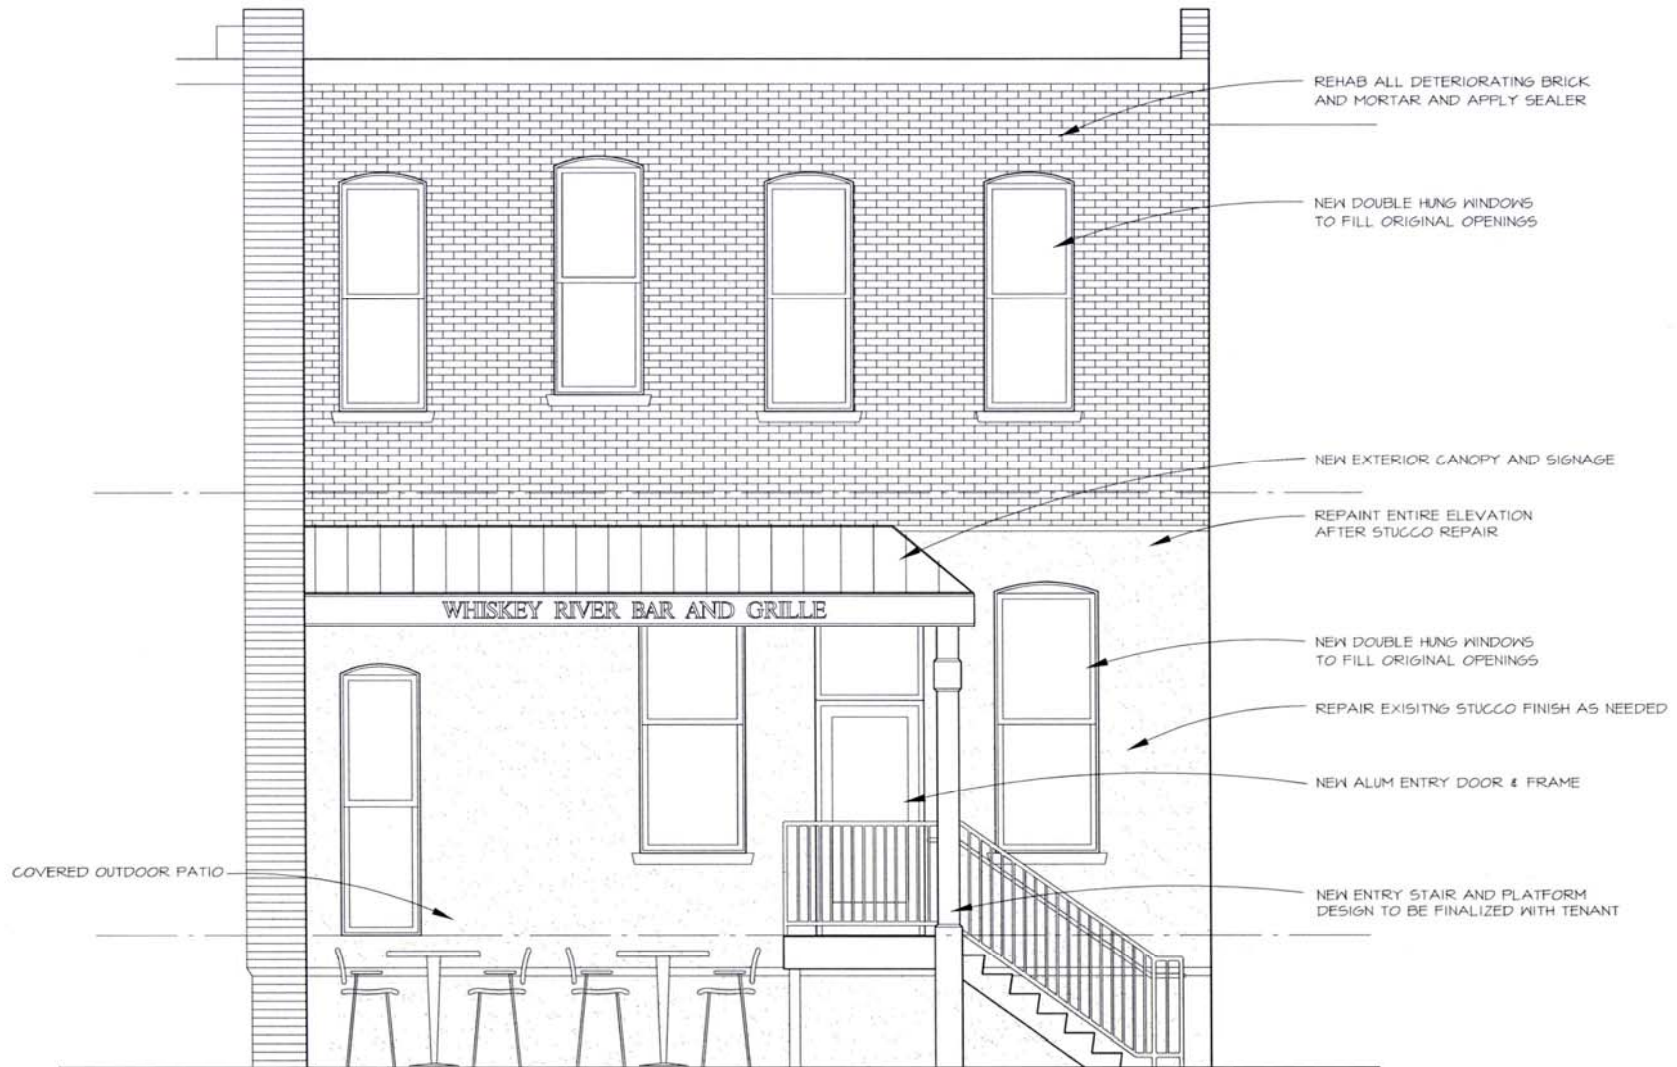 REHAB ALL DETERIORATING BRICK
AND MORTAR AND APPLY SEALER
NEW DOUBLE HUNG WINDOWS
TO FILL ORIGINAL OPENINGS
NEW EXTERIOR CANOPY AND SIGNAGE
REPAINT ENTIRE ELEVATION
AFTER STUCCO REPAIR
WHISKEY RIVER BAR AND GRILLE
NEW DOUBLE HUNG WINDOWS
TO FILL ORIGINAL OPENINGS
REPAIR EXISITNG STUCCO FINISH AS NEEDED
NEW ALUM ENTRY DOOR & FRAME
COVERED OUTDOOR PATIO
NEW ENTRY STAIR AND PLATFORM
DESIGN TO BE FINALIZED WITH TENANT